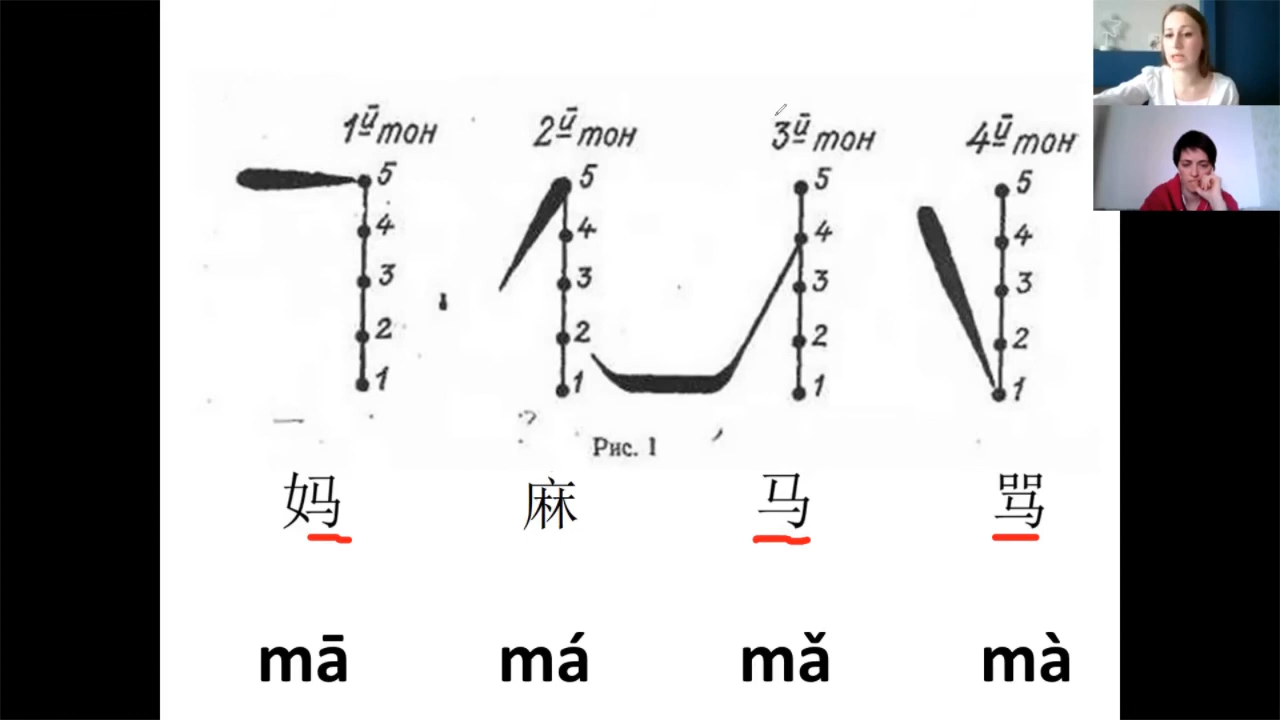 1й тон 2й тон 3й тон 4й тон
5 5 5 5
4 4 4 4
3 3 3 3
2 2 2 2
1 1 1 1
Рис. 1
妈 麻 马 骂
mā má mǎ mà